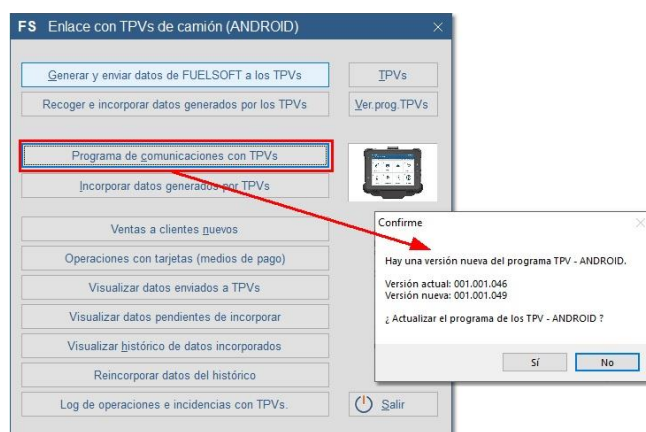 FS Enlace con TPVs de camión (ANDROID)
Generar y enviar datos de FUELSOFT a los TPVs
TPVs
Recoger e incorporar datos generados por los TPVs
Ver.prog.TPVs
Programa de comunicaciones con TPVs
Incorporar datos generados por TPVs
Ventas a clientes nuevos
Operaciones con tarjetas (medios de pago)
Visualizar datos enviados a TPVs
Visualizar datos pendientes de incorporar
Visualizar histórico de datos incorporados
Reincorporar datos del histórico
Log de operaciones e incidencias con TPVs.
Salir
Confirme
Hay una versión nueva del programa TPV - ANDROID.
Versión actual: 001.001.046
Versión nueva: 001.001.049
¿ Actualizar el programa de los TPV - ANDROID ?
Sí
No